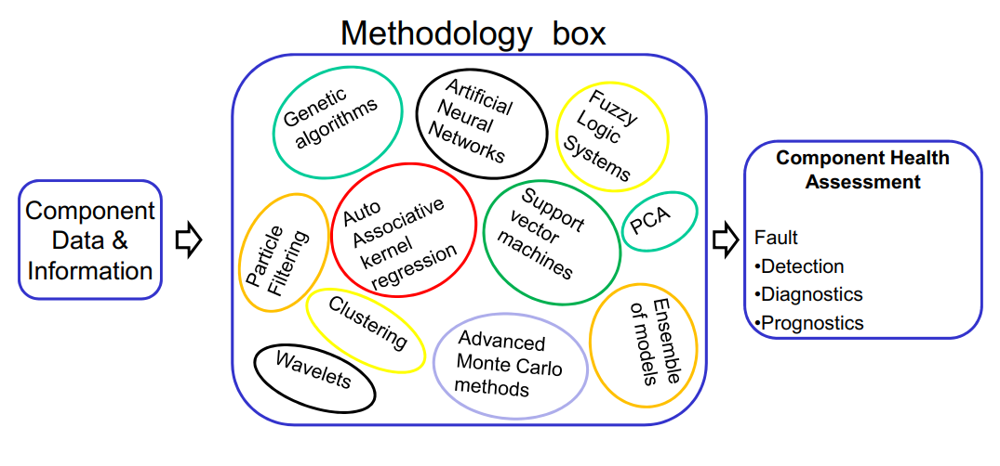 Methodology box
Component
Data &
Information
Genetic
algorithms
Artificial
Neural
Networks
Fuzzy
Logic
Systems
Particle
Filtering
Auto
Associative
kernel
regression
Support
vector
machines
PCA
Clustering
Wavelets
Advanced
Monte Carlo
methods
Ensemble
of models
Component Health
Assessment
Fault
•Detection
•Diagnostics
•Prognostics